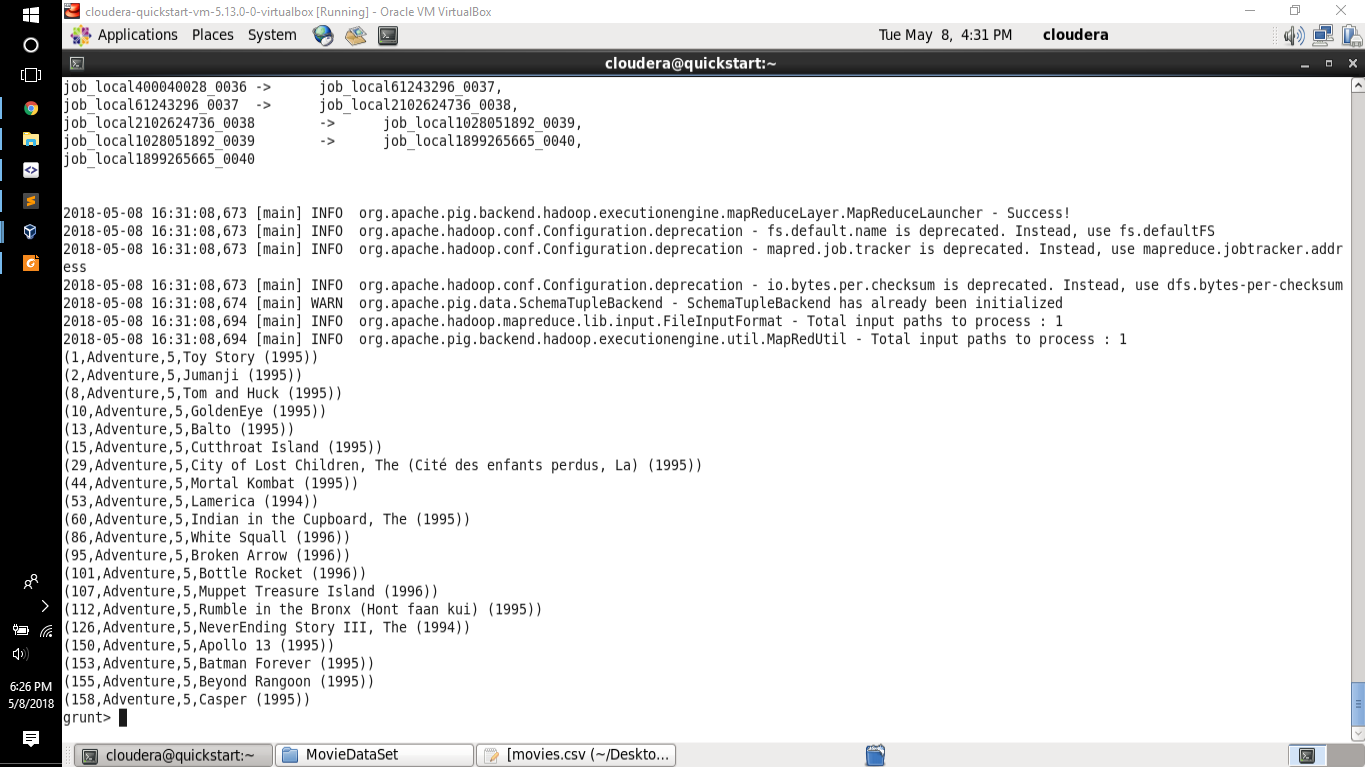 cloudera-quickstart-vm-5.13.0-0-virtualbox [Running] - Oracle VM VirtualBox
Applications Places System Tue May 8, 4:31 PM cloudera
cloudera@quickstart:~
job_local400040028_0036 -> job_local61243296_0037,
job_local61243296_0037 -> job_local2102624736_0038,
job_local2102624736_0038 -> job_local1028051892_0039,
job_local1028051892_0039 -> job_local1899265665_0040,
job_local1899265665_0040
2018-05-08 16:31:08,673 [main] INFO org.apache.pig.backend.hadoop.executionengine.mapReduceLayer.MapReduceLauncher - Success!
2018-05-08 16:31:08,673 [main] INFO org.apache.hadoop.conf.Configuration.deprecation - fs.default.name is deprecated. Instead, use fs.defaultFS
2018-05-08 16:31:08,673 [main] INFO org.apache.hadoop.conf.Configuration.deprecation - mapred.job.tracker is deprecated. Instead, use mapreduce.jobtracker.addr
ess
2018-05-08 16:31:08,673 [main] INFO org.apache.hadoop.conf.Configuration.deprecation - io.bytes.per.checksum is deprecated. Instead, use dfs.bytes-per-checksum
2018-05-08 16:31:08,674 [main] WARN org.apache.pig.data.SchemaTupleBackend - SchemaTupleBackend has already been initialized
2018-05-08 16:31:08,694 [main] INFO org.apache.hadoop.mapreduce.lib.input.FileInputFormat - Total input paths to process : 1
2018-05-08 16:31:08,694 [main] INFO org.apache.pig.backend.hadoop.executionengine.util.MapRedUtil - Total input paths to process : 1
(1,Adventure,5,Toy Story (1995))
(2,Adventure,5,Jumanji (1995))
(8,Adventure,5,Tom and Huck (1995))
(10,Adventure,5,GoldenEye (1995))
(13,Adventure,5,Balto (1995))
(15,Adventure,5,Cutthroat Island (1995))
(29,Adventure,5,City of Lost Children, The (Cité des enfants perdus, La) (1995))
(44,Adventure,5,Mortal Kombat (1995))
(53,Adventure,5,Lamerica (1994))
(60,Adventure,5,Indian in the Cupboard, The (1995))
(86,Adventure,5,White Squall (1996))
(95,Adventure,5,Broken Arrow (1996))
(101,Adventure,5,Bottle Rocket (1996))
(107,Adventure,5,Muppet Treasure Island (1996))
(112,Adventure,5,Rumble in the Bronx (Hont faan kui) (1995))
(126,Adventure,5,NeverEnding Story III, The (1994))
(150,Adventure,5,Apollo 13 (1995))
(153,Adventure,5,Batman Forever (1995))
(155,Adventure,5,Beyond Rangoon (1995))
(158,Adventure,5,Casper (1995))
grunt>
6:26 PM
5/8/2018
cloudera@quickstart:~ MovieDataSet [movies.csv (~/Deskto...